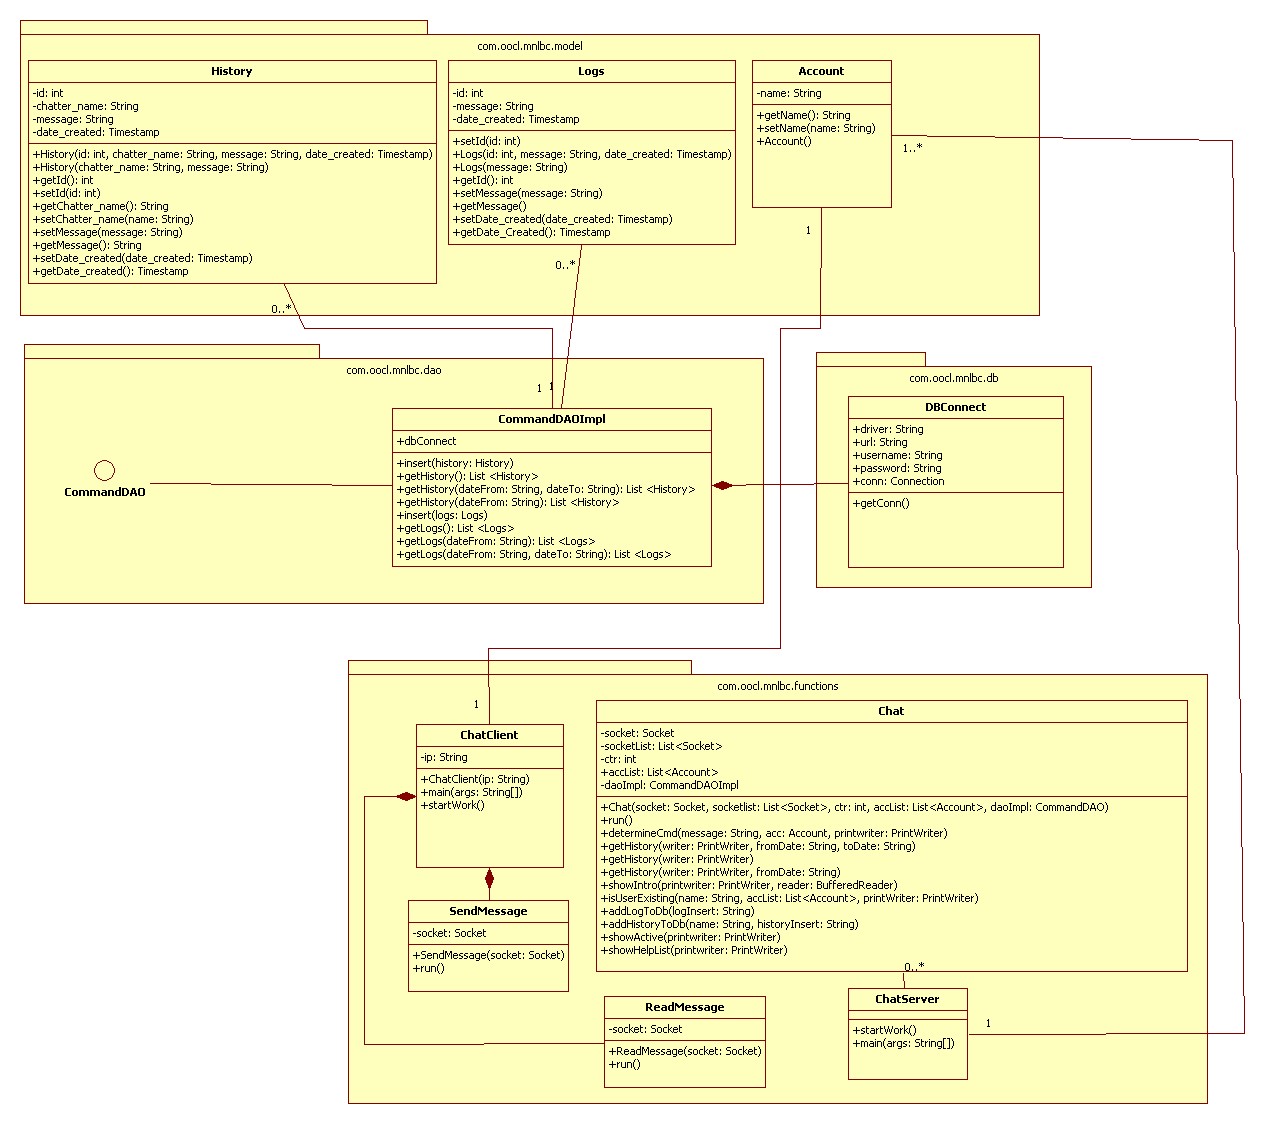 com.oocl.mnlbc.model
History
-id: int
-chatter_name: String
-message: String
-date_created: Timestamp
+History(id: int, chatter_name: String, message: String, date_created: Timestamp)
+History(chatter_name: String, message: String)
+getId(): int
+setId(id: int)
+getChatter_name(): String
+setChatter_name(name: String)
+setMessage(message: String)
+getMessage(): String
+setDate_created(date_created: Timestamp)
+getDate_created(): Timestamp
Logs
-id: int
-message: String
-date_created: Timestamp
+setId(id: int)
+Logs(id: int, message: String, date_created: Timestamp)
+Logs(message: String)
+getId(): int
+setMessage(message: String)
+getMessage()
+setDate_created(date_created: Timestamp)
+getDate_Created(): Timestamp
Account
-name: String
+getName(): String
+setName(name: String)
+Account()
1..*
1
0..*
0..*
com.oocl.mnlbc.dao
1
1
CommandDAO
CommandDAOImpl
+dbConnect
+insert(history: History)
+getHistory(): List <History>
+getHistory(dateFrom: String, dateTo: String): List <History>
+getHistory(dateFrom: String): List <History>
+insert(logs: Logs)
+getLogs(): List <Logs>
+getLogs(dateFrom: String): List <Logs>
+getLogs(dateFrom: String, dateTo: String): List <Logs>
com.oocl.mnlbc.db
DBConnect
+driver: String
+url: String
+username: String
+password: String
+conn: Connection
+getConn()
com.oocl.mnlbc.functions
1
ChatClient
-ip: String
+ChatClient(ip: String)
+main(args: String[])
+startWork()
Chat
-socket: Socket
-socketList: List<Socket>
-ctr: int
+accList: List<Account>
-daoImpl: CommandDAOImpl
+Chat(socket: Socket, socketlist: List<Socket>, ctr: int, accList: List<Account>, daoImpl: CommandDAO)
+run()
+determineCmd(message: String, acc: Account, printwriter: PrintWriter)
+getHistory(writer: PrintWriter, fromDate: String, toDate: String)
+getHistory(writer: PrintWriter)
+getHistory(writer: PrintWriter, fromDate: String)
+showIntro(printwriter: PrintWriter, reader: BufferedReader)
+isUserExisting(name: String, accList: List<Account>, printWriter: PrintWriter)
+addLogToDb(logInsert: String)
+addHistoryToDb(name: String, historyInsert: String)
+showActive(printwriter: PrintWriter)
+showHelpList(printwriter: PrintWriter)
0..*
SendMessage
-socket: Socket
+SendMessage(socket: Socket)
+run()
ReadMessage
-socket: Socket
+ReadMessage(socket: Socket)
+run()
ChatServer
+startWork()
+main(args: String[])
1